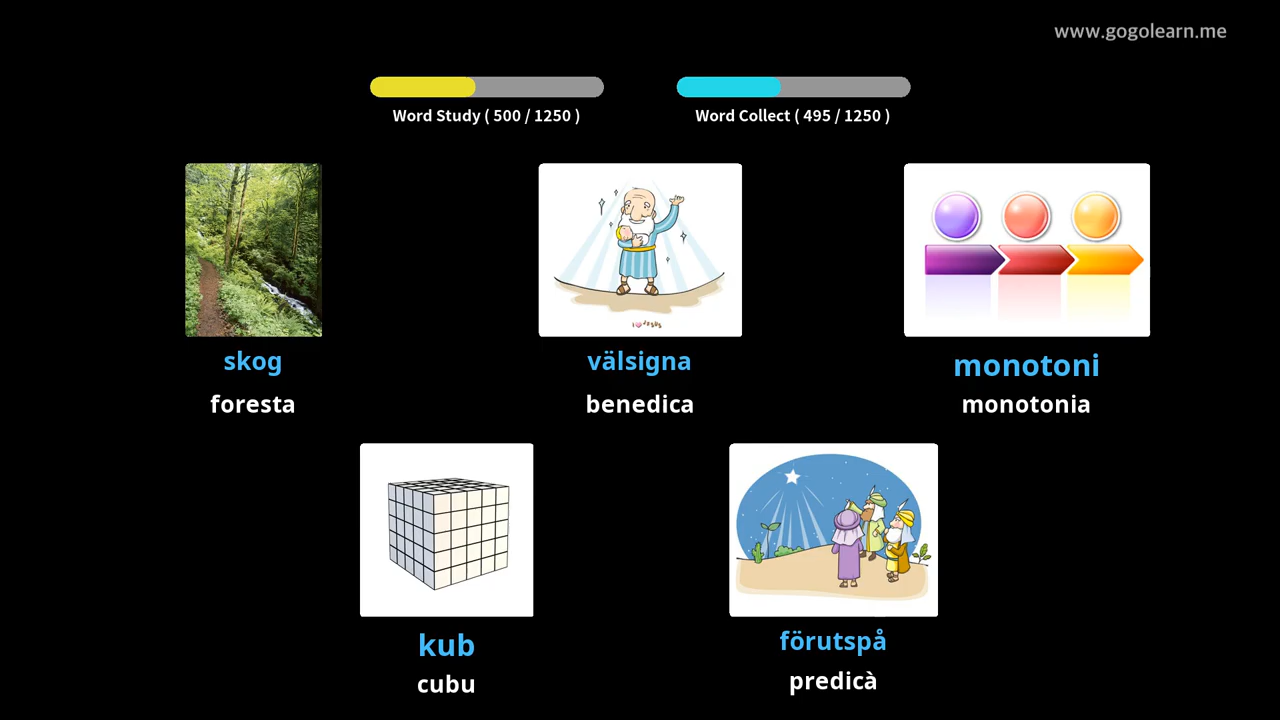 www.gogolearn.me
Word Study ( 500 / 1250 )
Word Collect ( 495 / 1250 )
I ♥ JESUS
skog
foresta
välsigna
benedica
monotoni
monotonia
kub
cubu
förutspå
predicà